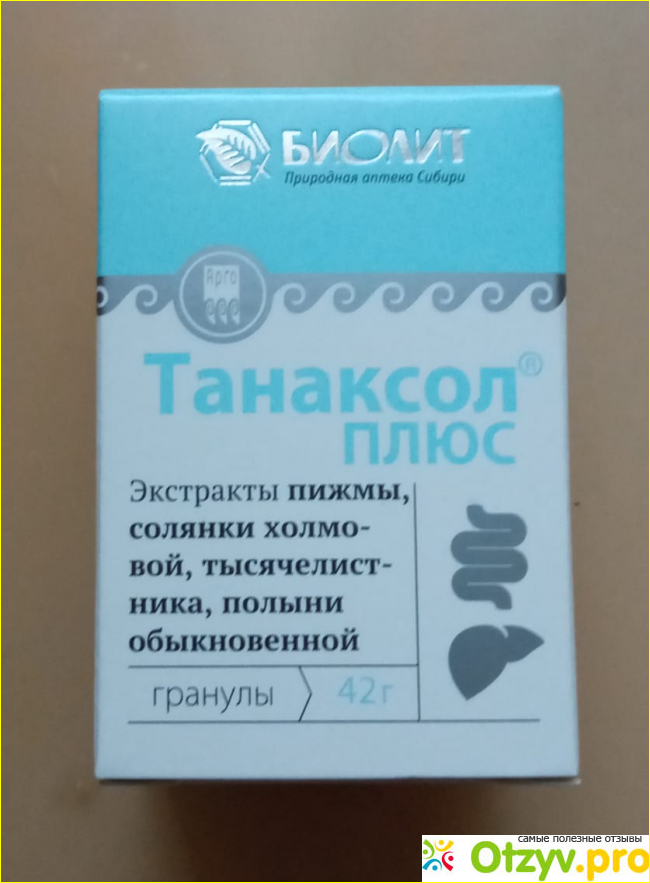 БИОЛИТ
Природная аптека Сибири
Арго
Танаксол®
ПЛЮС
Экстракты пижмы,
солянки холмо-
вой, тысячелист-
ника, полыни
обыкновенной
гранулы 42г
самые полезные отзывы
Otzyv.pro